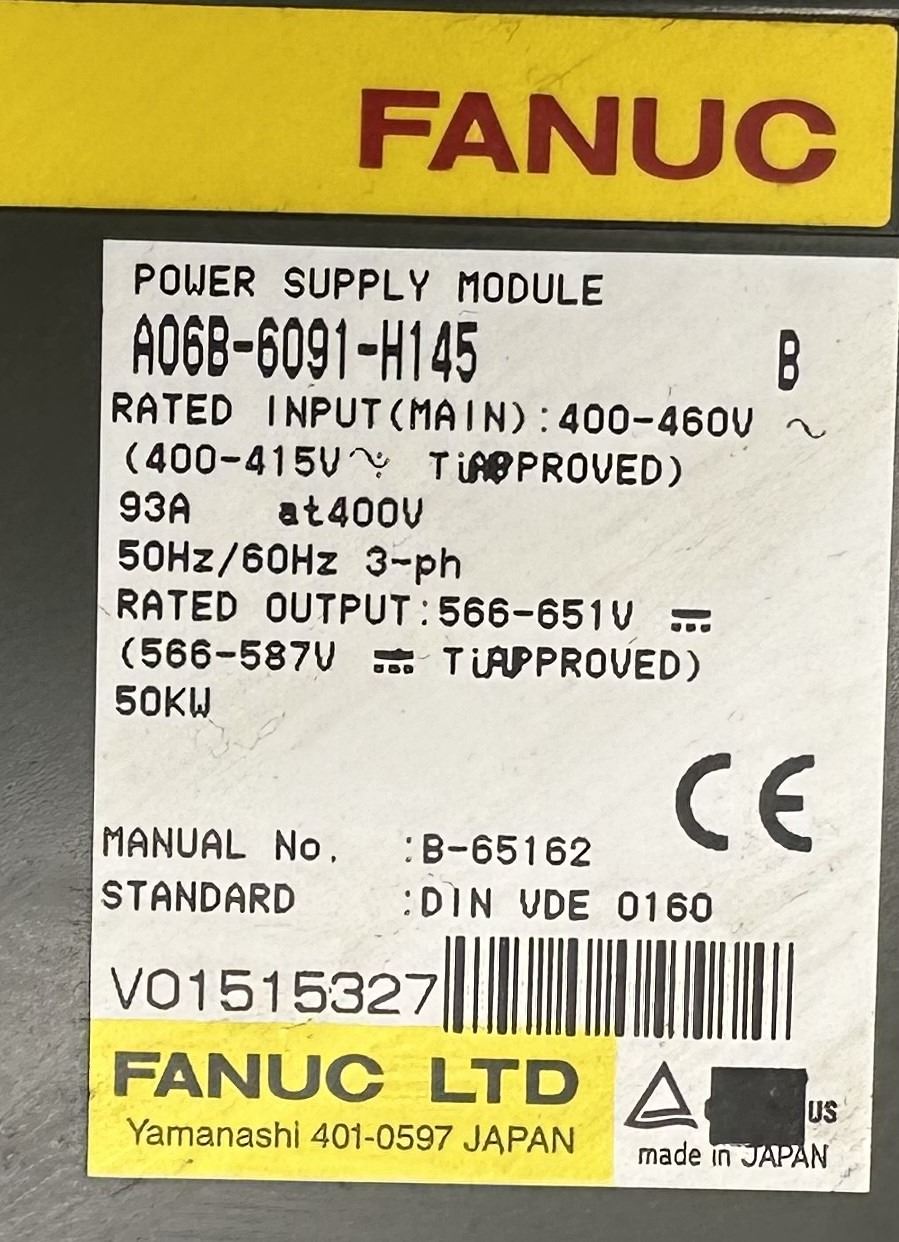 FANUC
POWER SUPPLY MODULE
A06B-6091-H145 B
RATED INPUT(MAIN):400-460V ~
(400-415V~ APPROVED)
93A at400V
50Hz/60Hz 3-ph
RATED OUTPUT:566-651V
(566-587V APPROVED)
50KW
CE
MANUAL No. :B-65162
STANDARD :DIN VDE 0160
V01515327
FANUC LTD
Yamanashi 401-0597 JAPAN
US
made in JAPAN